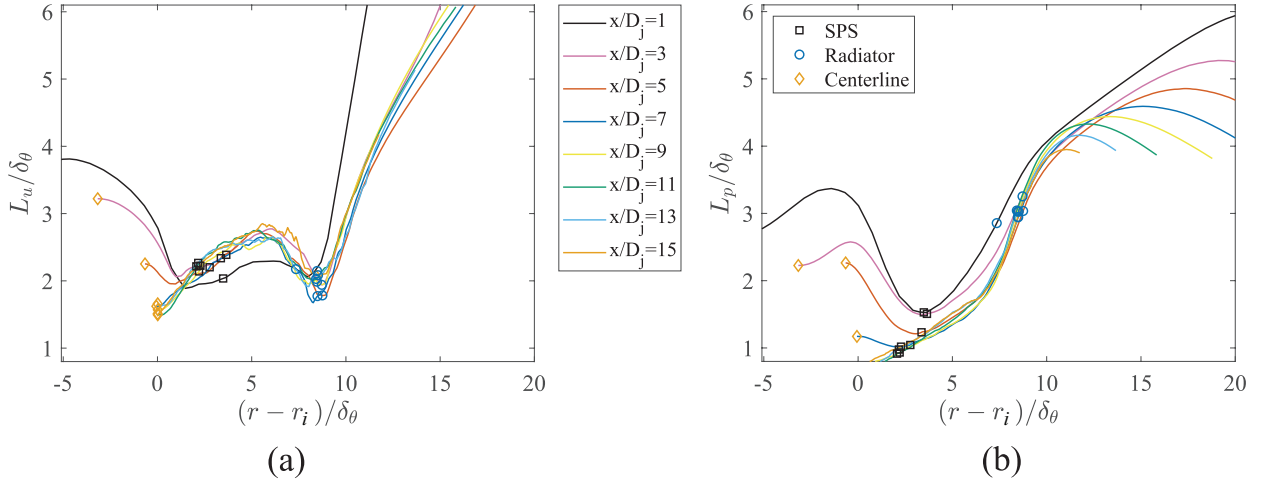 6
5
4
3
2
1
-5 0 5 10 15 20
L_u/δ_θ
(r − r_i)/δ_θ
(a)
x/D_j=1
x/D_j=3
x/D_j=5
x/D_j=7
x/D_j=9
x/D_j=11
x/D_j=13
x/D_j=15
6
5
4
3
2
1
-5 0 5 10 15 20
L_p/δ_θ
(r − r_i)/δ_θ
SPS
Radiator
Centerline
(b)